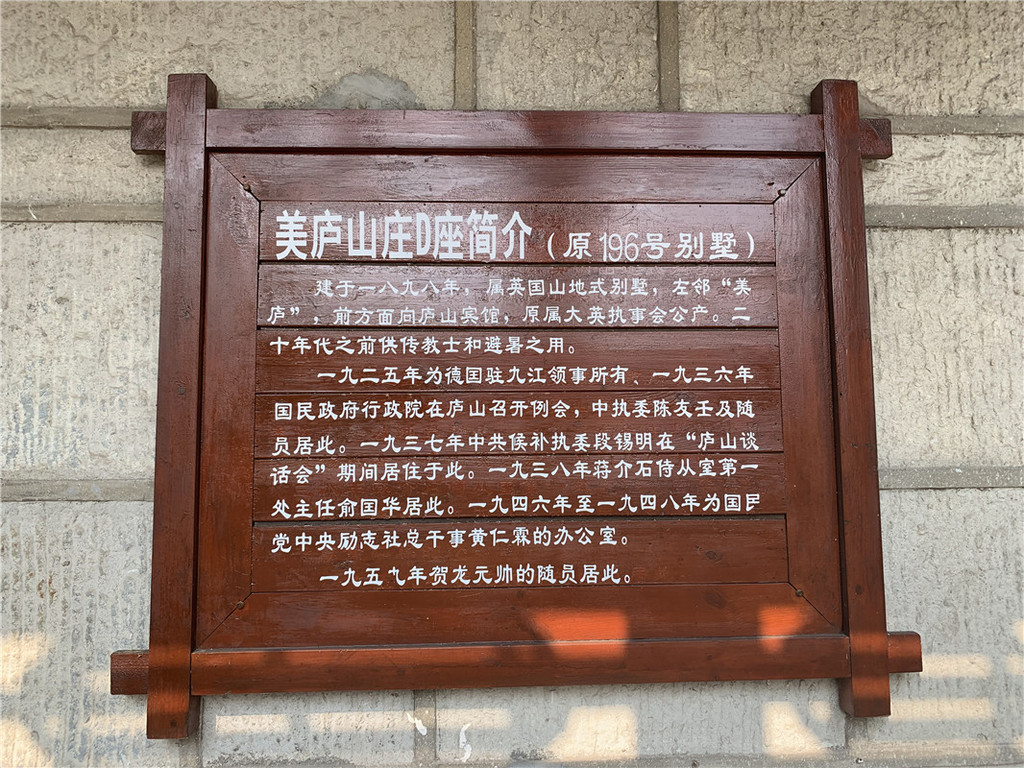 美庐山庄D座简介（原196号别墅）
建于一八九八年，属英国山地式别墅，左邻“美
庐”，前方面向庐山宾馆，原属大英执事会公产。二
十年代之前供传教士和避暑之用。
一九二五年为德国驻九江领事所有、一九三六年
国民政府行政院在庐山召开例会，中执委陈友壬及随
员居此。一九三七年中共候补执委段锡明在“庐山谈
话会”期间居住于此。一九三八年蒋介石侍从室第一
处主任俞国华居此。一九四六年至一九四八年为国民
党中央励志社总干事黄仁霖的办公室。
一九五九年贺龙元帅的随员居此。